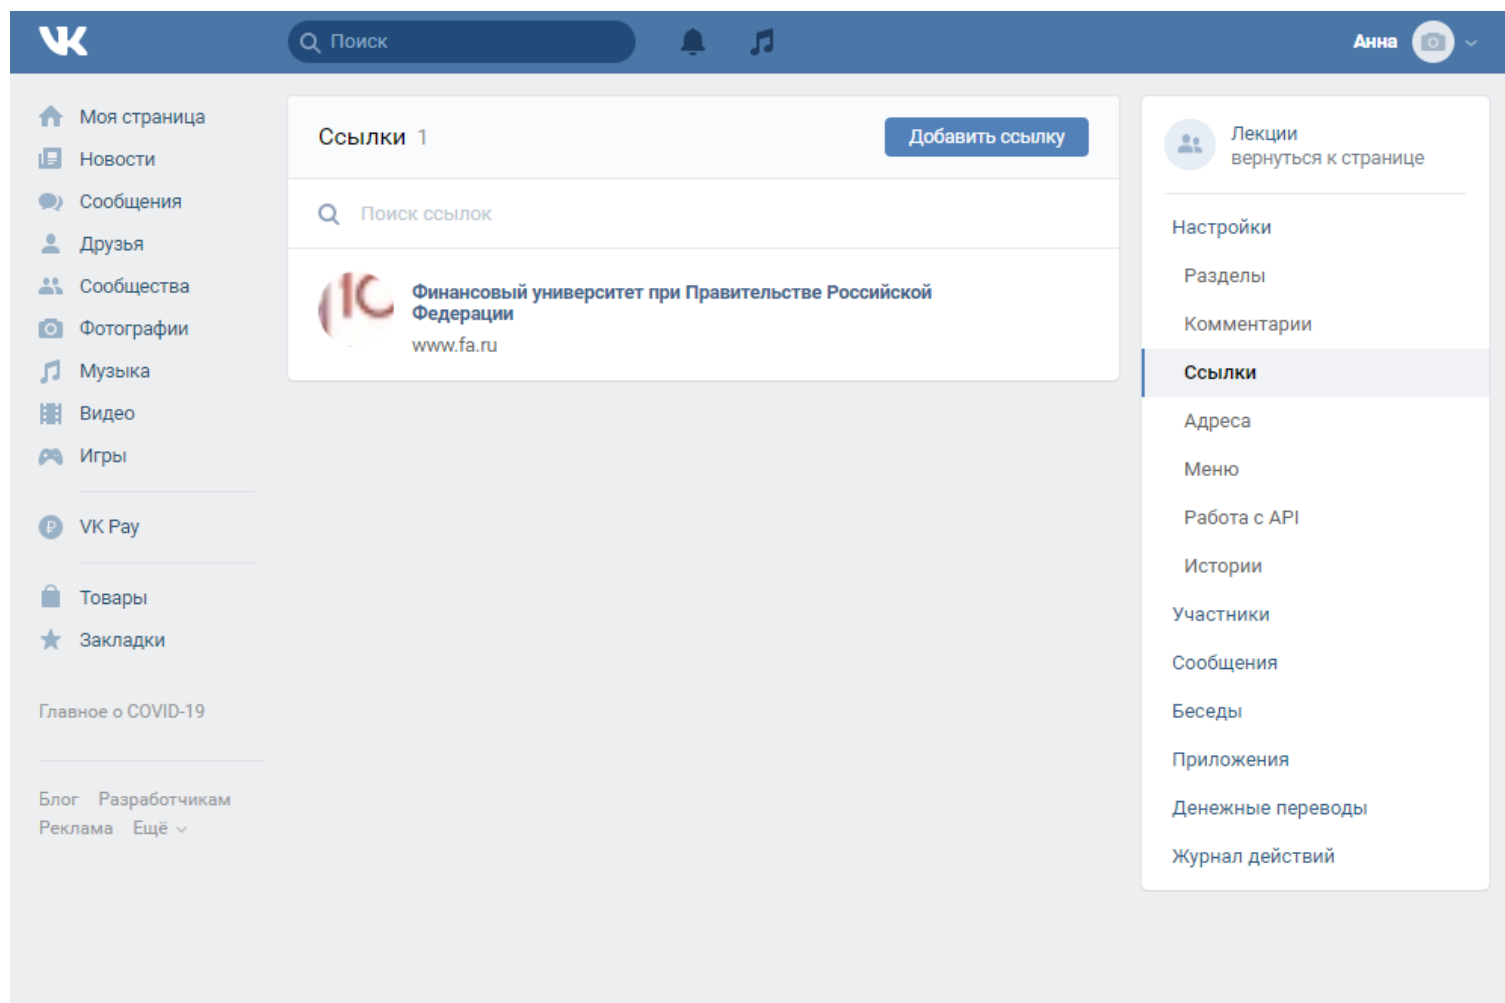 Поиск
Анна
Моя страница
Новости
Сообщения
Друзья
Сообщества
Фотографии
Музыка
Видео
Игры
VK Pay
Товары
Закладки
Главное о COVID-19
Блог Разработчикам
Реклама Ещё
Ссылки 1
Добавить ссылку
Поиск ссылок
1С
Финансовый университет при Правительстве Российской
Федерации
www.fa.ru
Лекции
вернуться к странице
Настройки
Разделы
Комментарии
Ссылки
Адреса
Меню
Работа с API
Истории
Участники
Сообщения
Беседы
Приложения
Денежные переводы
Журнал действий